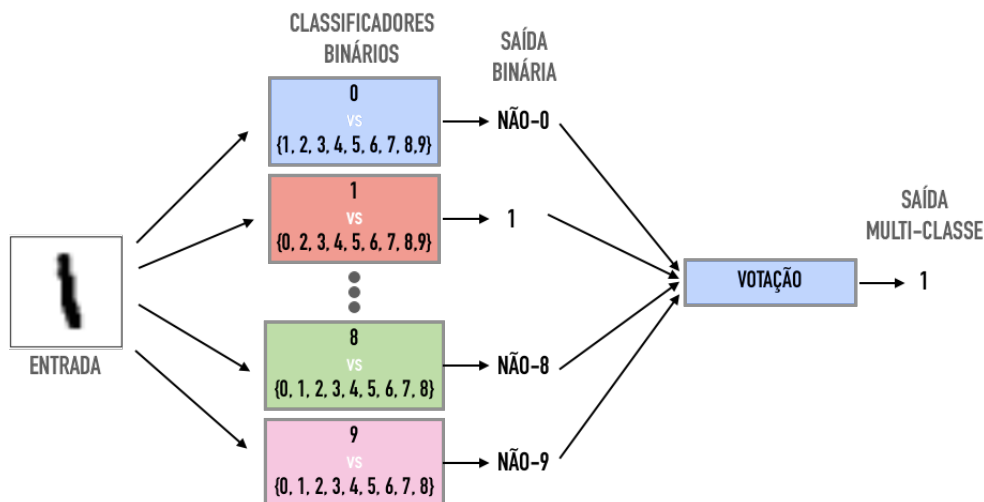 CLASSIFICADORES
BINÁRIOS
SAÍDA
BINÁRIA
0
VS
{1, 2, 3, 4, 5, 6, 7, 8,9}
NÃO-0
1
VS
{0, 2, 3, 4, 5, 6, 7, 8,9}
1
8
VS
{0, 1, 2, 3, 4, 5, 6, 7, 8}
NÃO-8
9
VS
{0, 1, 2, 3, 4, 5, 6, 7, 8}
NÃO-9
1
ENTRADA
VOTAÇÃO
SAÍDA
MULTI-CLASSE
1